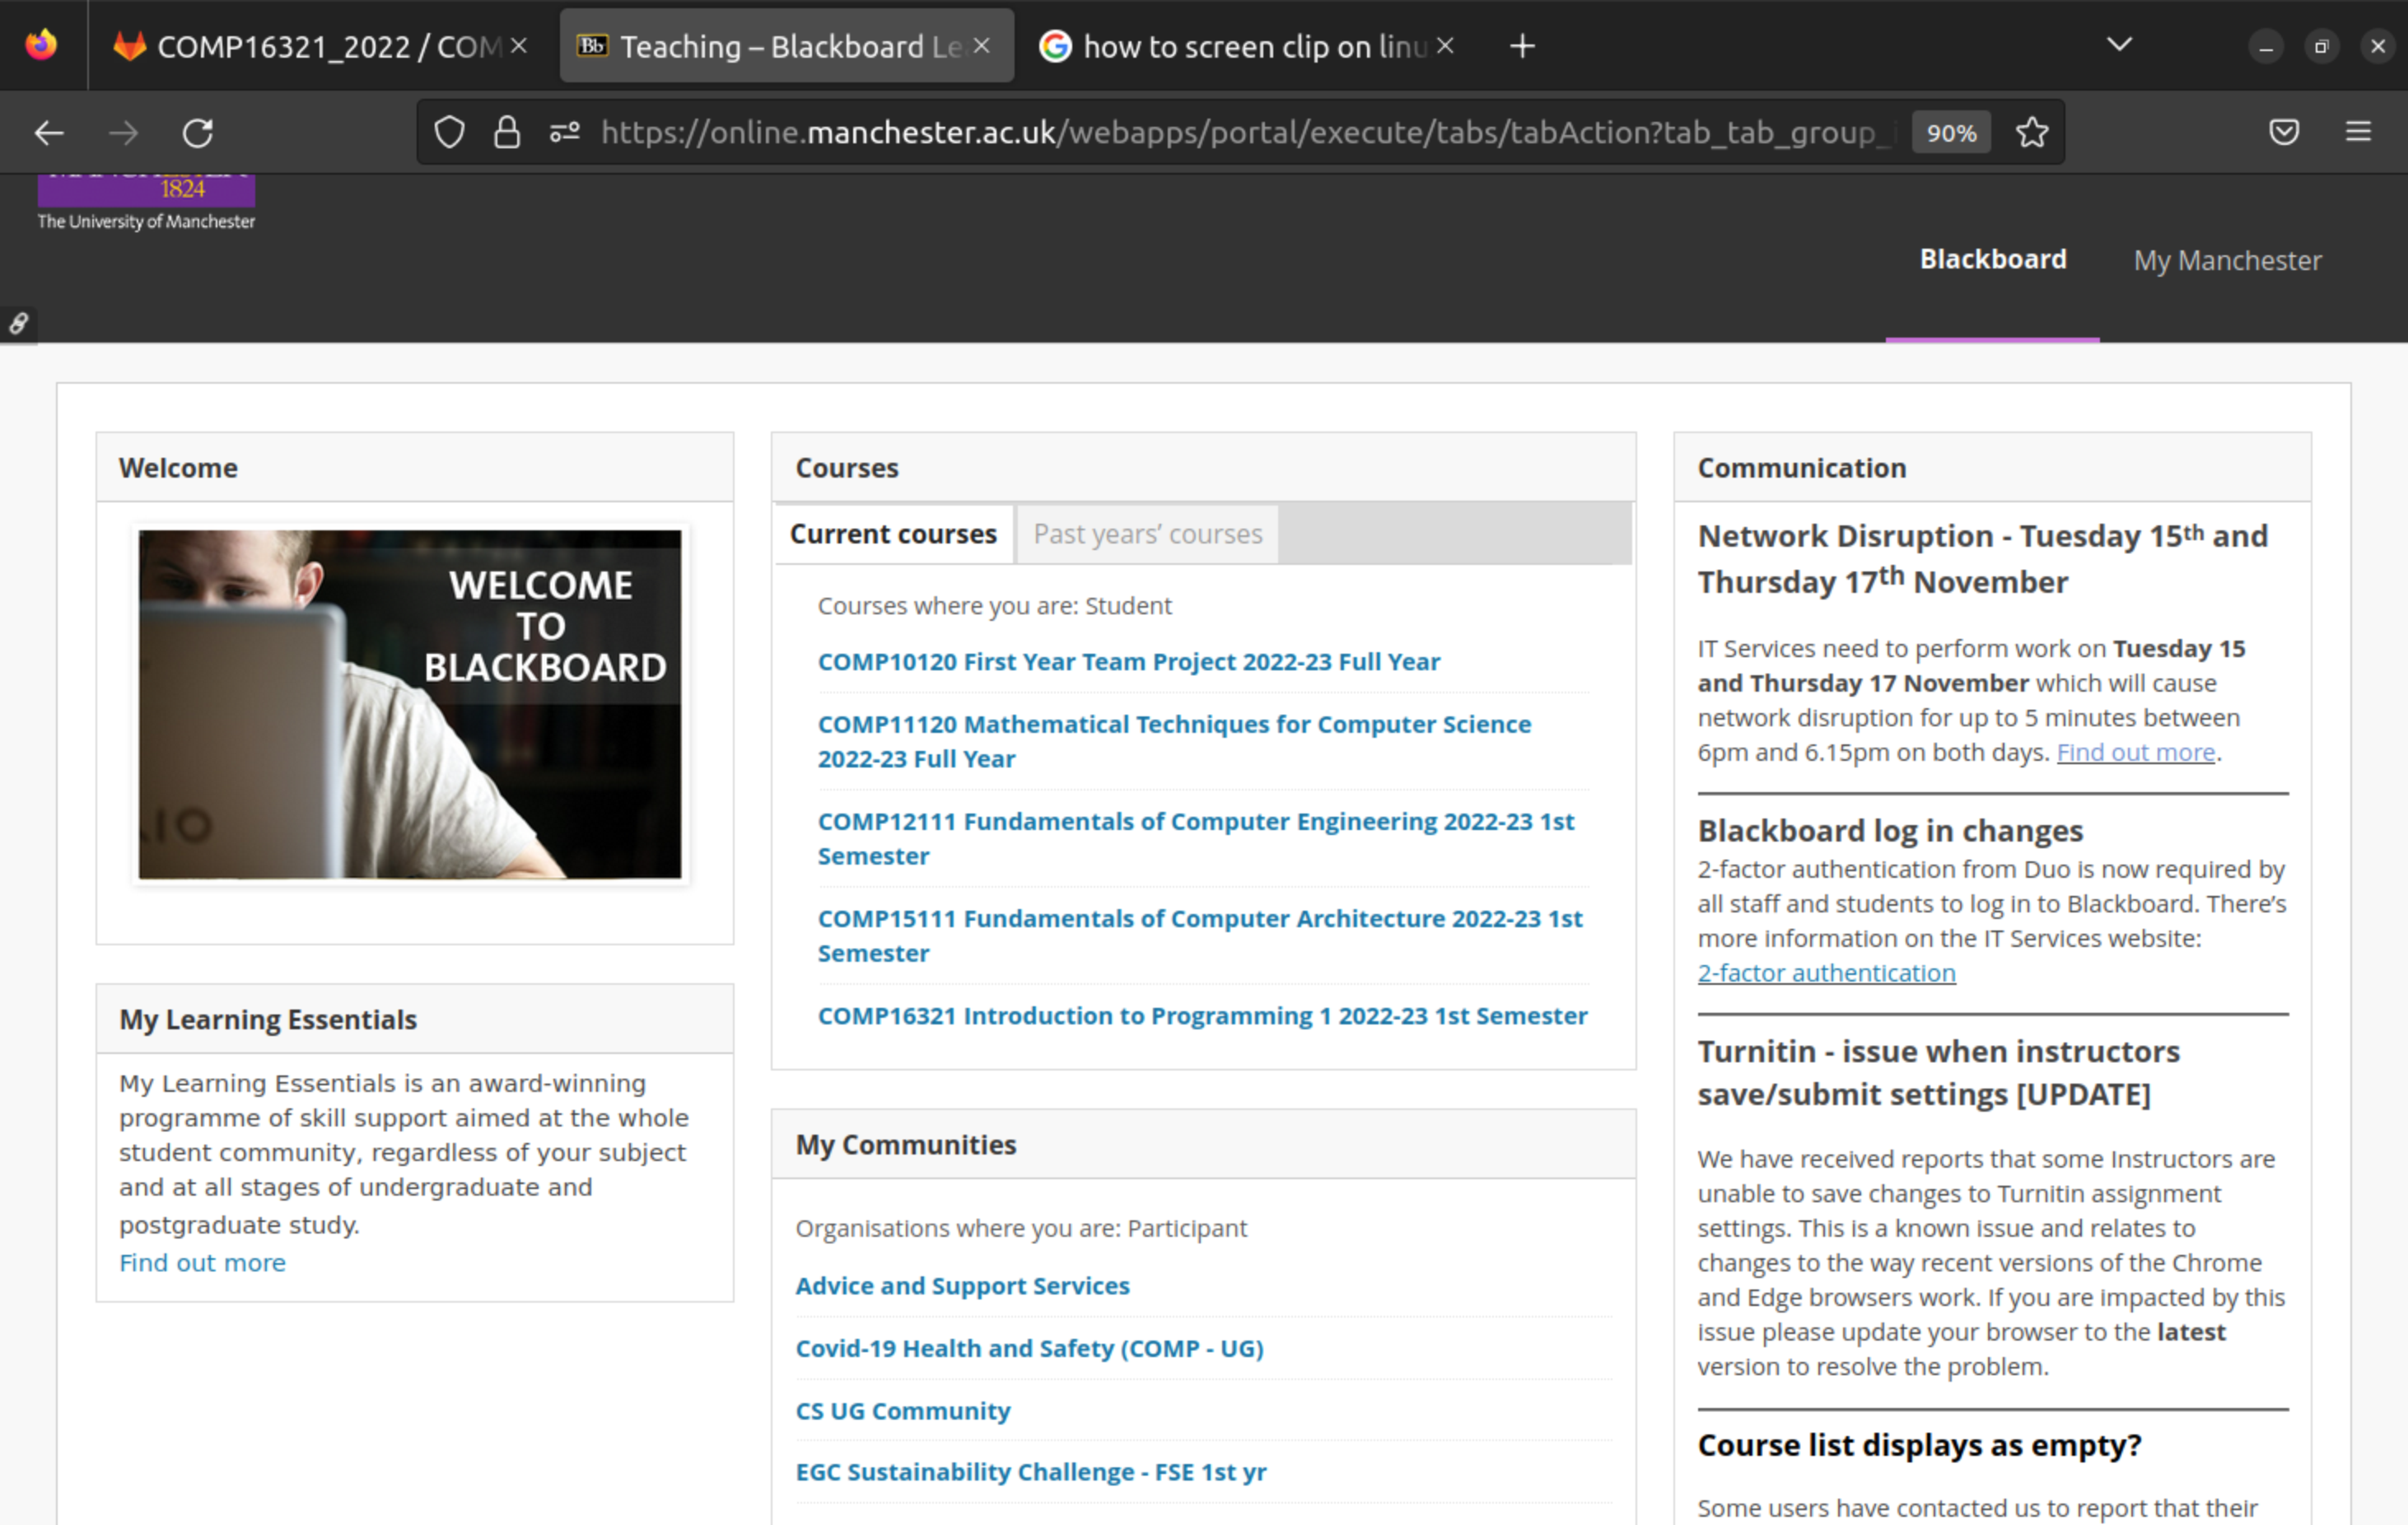 COMP16321_2022 / COM
Teaching – Blackboard Le
how to screen clip on linu
https://online.manchester.ac.uk/webapps/portal/execute/tabs/tabAction?tab_tab_group_
90%
1824
The University of Manchester
Blackboard
My Manchester
Welcome
WELCOME
TO
BLACKBOARD
My Learning Essentials
My Learning Essentials is an award-winning
programme of skill support aimed at the whole
student community, regardless of your subject
and at all stages of undergraduate and
postgraduate study.
Find out more
Courses
Current courses
Past years’ courses
Courses where you are: Student
COMP10120 First Year Team Project 2022-23 Full Year
COMP11120 Mathematical Techniques for Computer Science
2022-23 Full Year
COMP12111 Fundamentals of Computer Engineering 2022-23 1st
Semester
COMP15111 Fundamentals of Computer Architecture 2022-23 1st
Semester
COMP16321 Introduction to Programming 1 2022-23 1st Semester
My Communities
Organisations where you are: Participant
Advice and Support Services
Covid-19 Health and Safety (COMP - UG)
CS UG Community
EGC Sustainability Challenge - FSE 1st yr
Communication
Network Disruption - Tuesday 15th and
Thursday 17th November
IT Services need to perform work on Tuesday 15
and Thursday 17 November which will cause
network disruption for up to 5 minutes between
6pm and 6.15pm on both days. Find out more.
Blackboard log in changes
2-factor authentication from Duo is now required by
all staff and students to log in to Blackboard. There’s
more information on the IT Services website:
2-factor authentication
Turnitin - issue when instructors
save/submit settings [UPDATE]
We have received reports that some Instructors are
unable to save changes to Turnitin assignment
settings. This is a known issue and relates to
changes to the way recent versions of the Chrome
and Edge browsers work. If you are impacted by this
issue please update your browser to the latest
version to resolve the problem.
Course list displays as empty?
Some users have contacted us to report that their